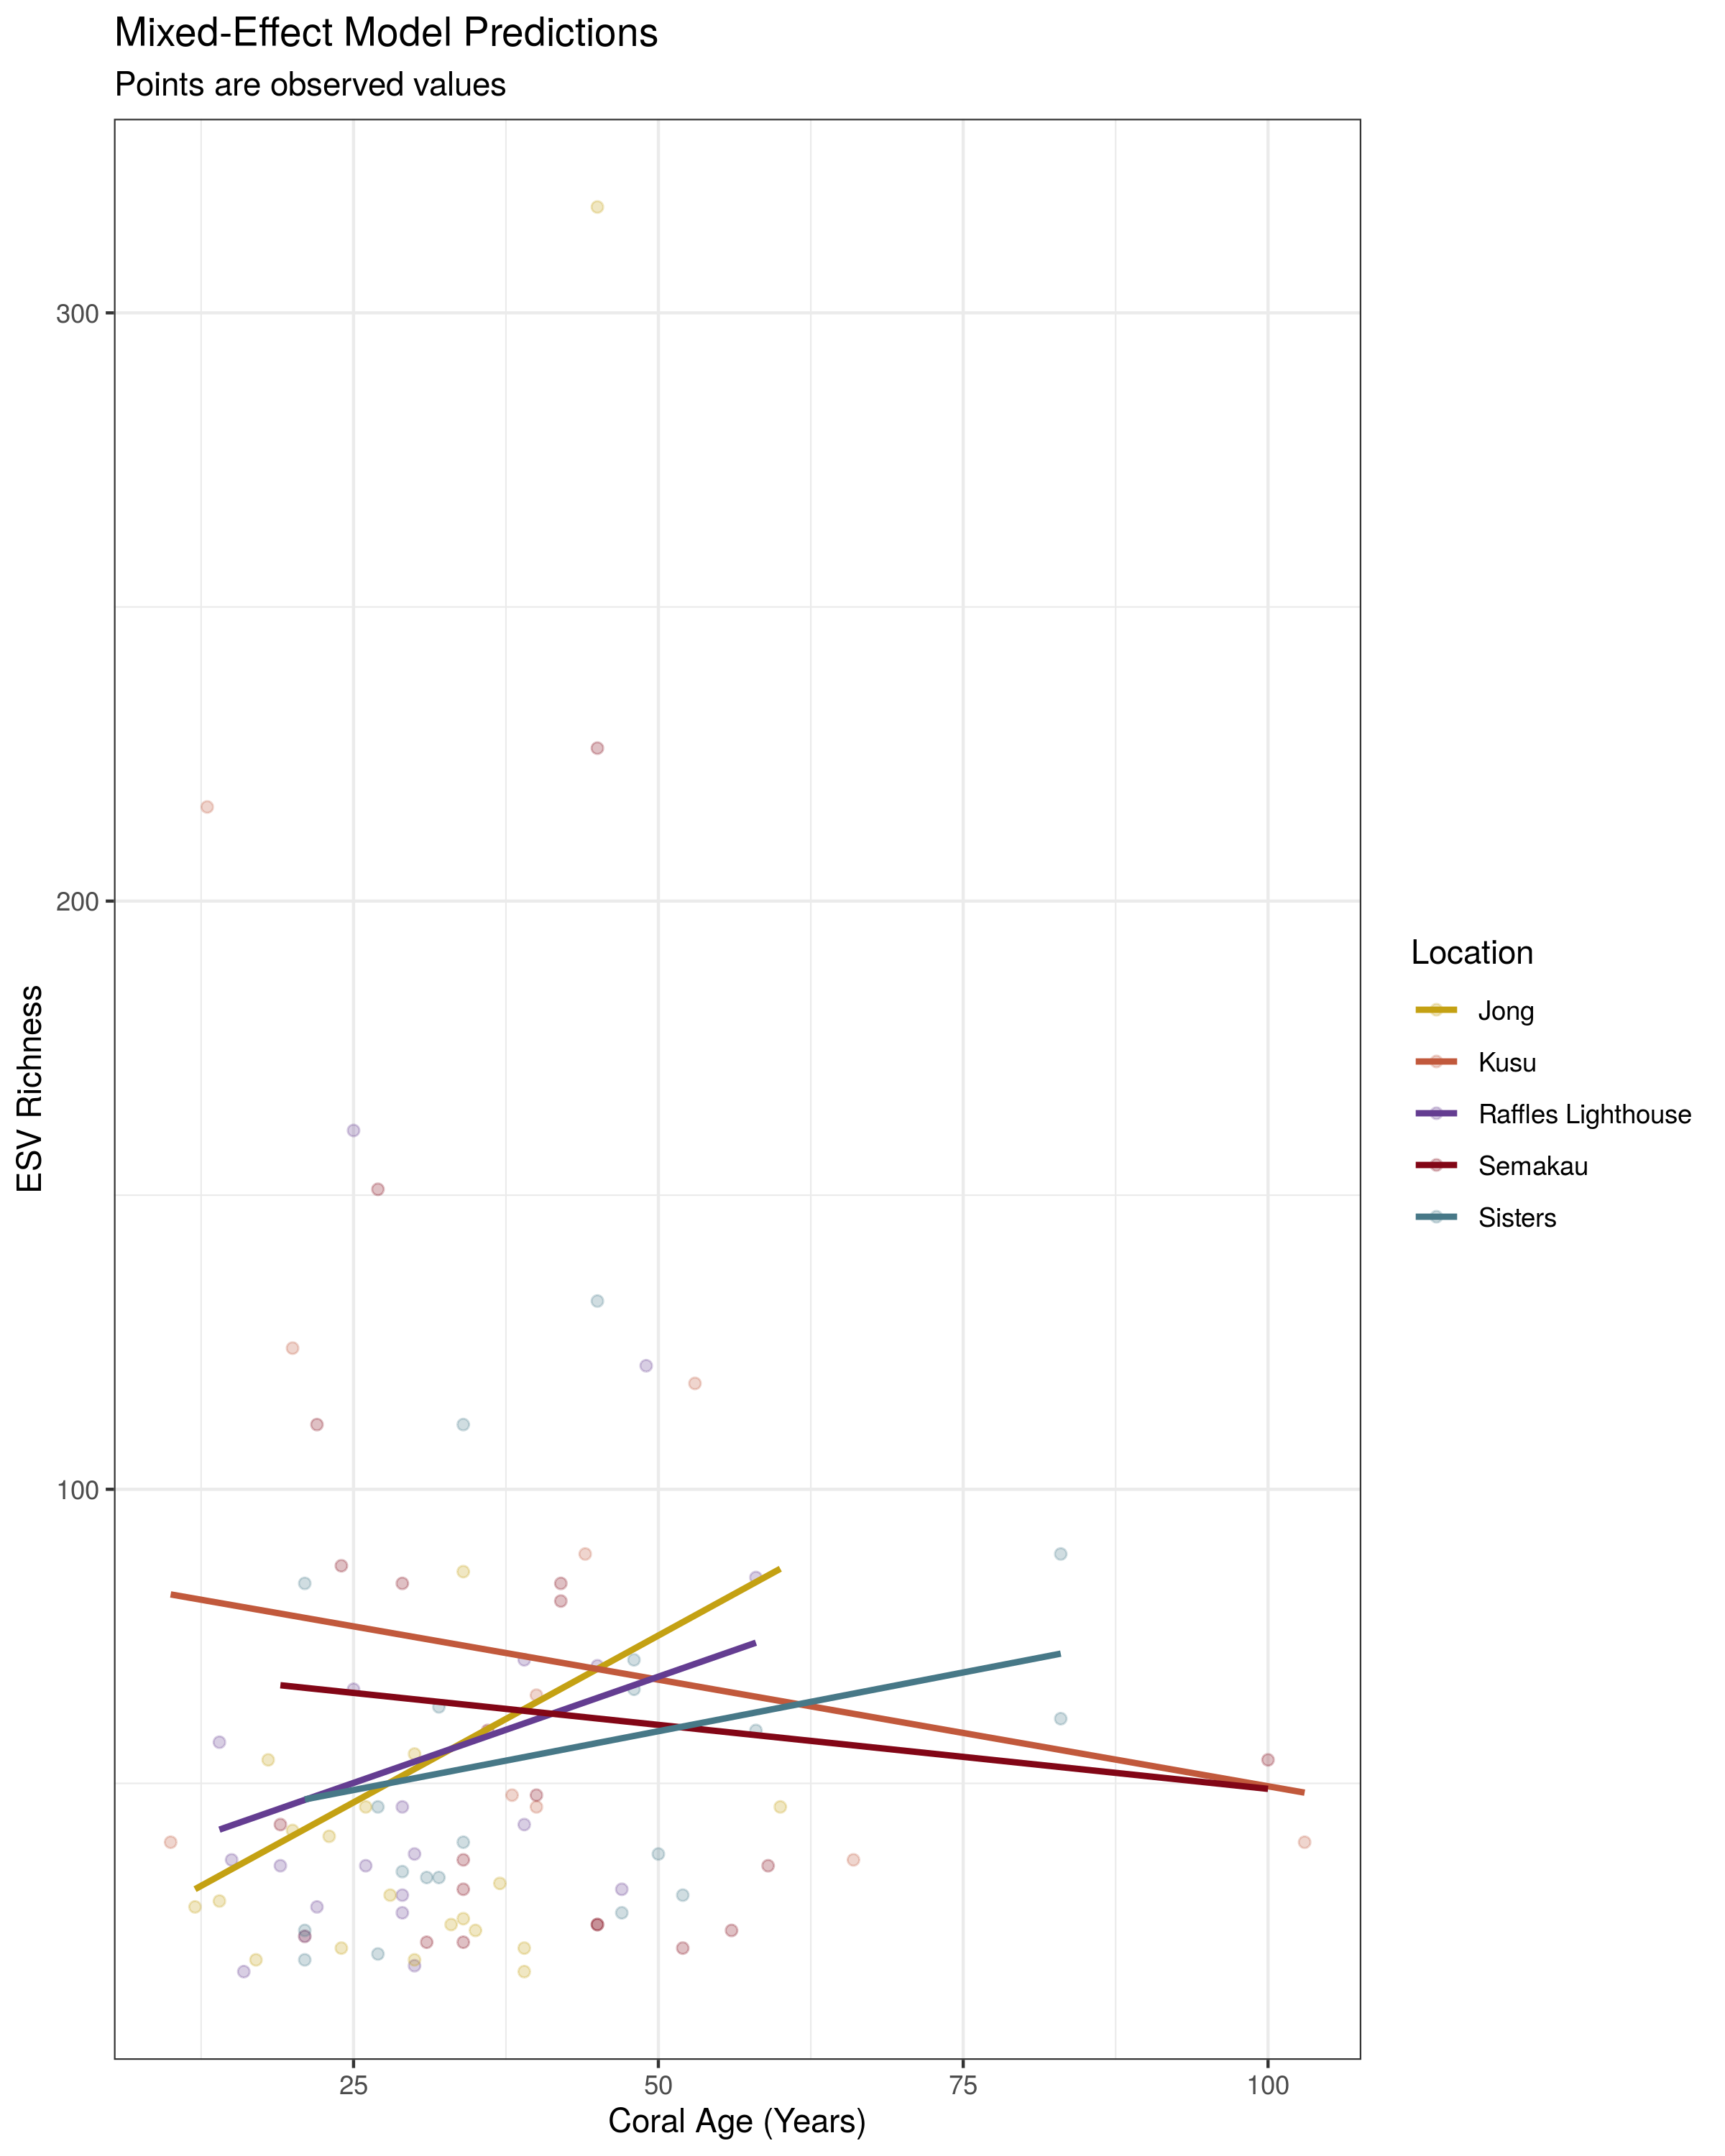 Mixed-Effect Model Predictions
Points are observed values
300
200
100
ESV Richness
25 50 75 100
Coral Age (Years)
Location
Jong
Kusu
Raffles Lighthouse
Semakau
Sisters